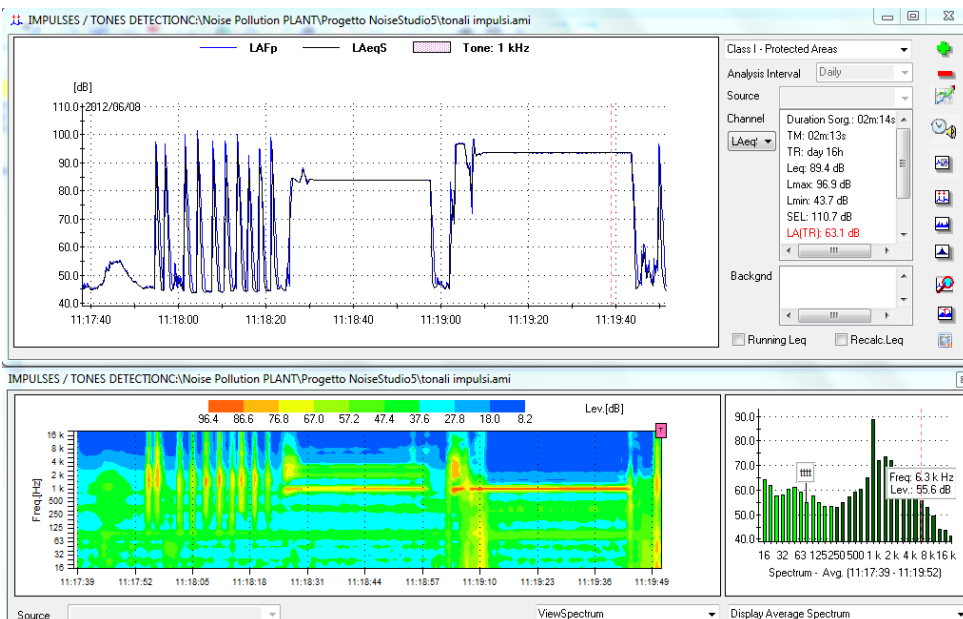 IMPULSES / TONES DETECTIONC:\Noise Pollution PLANT\Progetto NoiseStudio5\tonali impulsi.ami
LAFp LAeqS Tone: 1 kHz
[dB]
2012/06/08
110.0
100.0
90.0
80.0
70.0
60.0
50.0
40.0
11:17:40 11:18:00 11:18:20 11:18:40 11:19:00 11:19:20 11:19:40
Class I - Protected Areas
Analysis Interval Daily
Source
Channel
LAeq'
Duration Sorg.: 02m:14s
TM: 02m:13s
TR: day 16h
Leq: 89.4 dB
Lmax: 96.9 dB
Lmin: 43.7 dB
SEL: 110.7 dB
LA(TR): 63.1 dB
Backgnd
Running Leq Recalc.Leq
IMPULSES / TONES DETECTIONC:\Noise Pollution PLANT\Progetto NoiseStudio5\tonali impulsi.ami
96.4 86.6 76.8 67.0 57.2 47.4 37.6 27.8 18.0 8.2
Lev.[dB]
T
Freq.[Hz]
16 k
8 k
4 k
2 k
1 k
500
250
125
63
32
16
11:17:39 11:17:52 11:18:05 11:18:18 11:18:31 11:18:44 11:18:57 11:19:10 11:19:23 11:19:36 11:19:49
90.0
80.0
70.0
60.0
50.0
40.0
tttt
Freq: 6.3 k Hz
Lev.: 55.6 dB
16 32 63 125 250 500 1 k 2 k 4 k 8 k 16 k
Spectrum - Avg. (11:17:39 - 11:19:52)
Source
ViewSpectrum
Display Average Spectrum